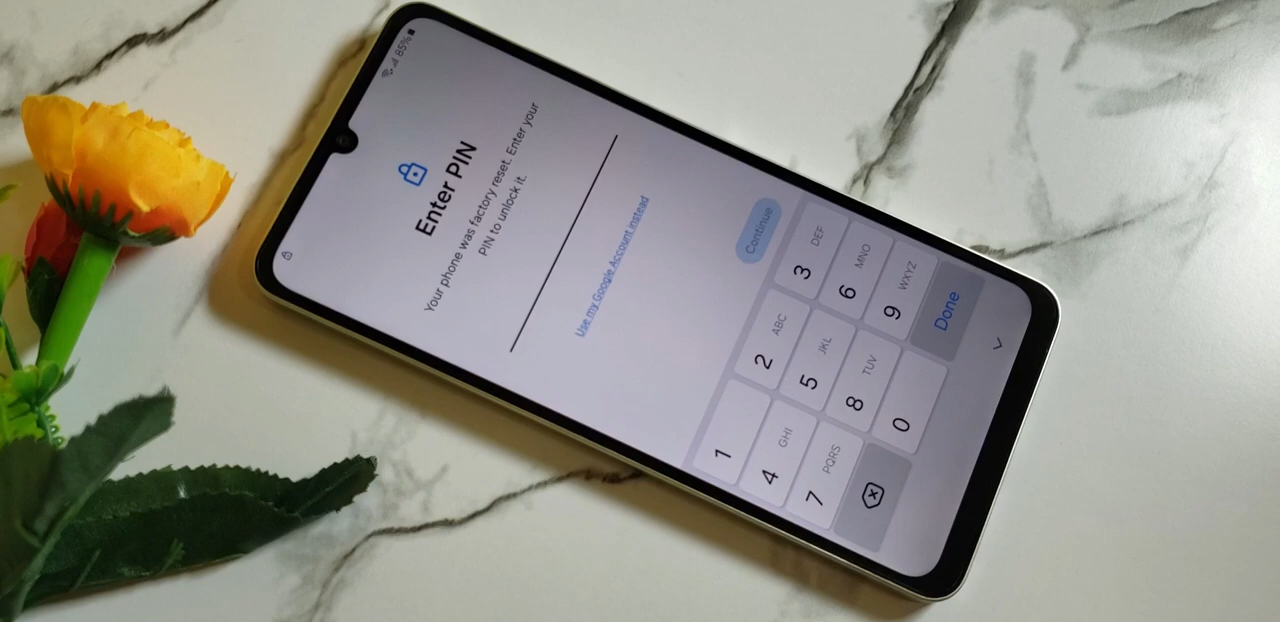 85%
Enter PIN
Your phone was factory reset. Enter your
PIN to unlock it.
Use my Google Account instead
Continue
1
2 ABC
3 DEF
4 GHI
5 JKL
6 MNO
7 PQRS
8 TUV
9 WXYZ
0
Done